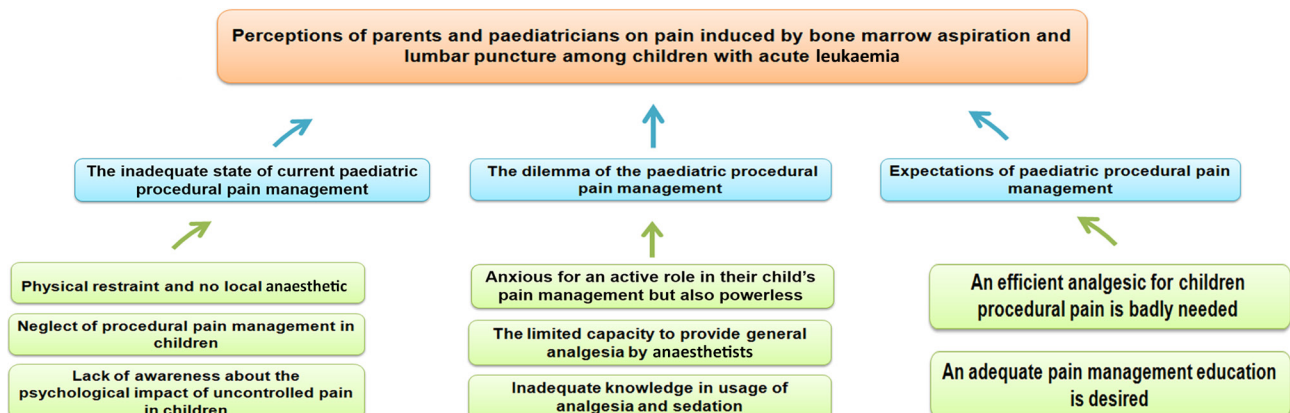 Perceptions of parents and paediatricians on pain induced by bone marrow aspiration and
lumbar puncture among children with acute leukaemia
The inadequate state of current paediatric
procedural pain management
The dilemma of the paediatric procedural
pain management
Expectations of paediatric procedural pain
management
Physical restraint and no local anaesthetic
Neglect of procedural pain management in
children
Lack of awareness about the
psychological impact of uncontrolled pain
in children
Anxious for an active role in their child's
pain management but also powerless
The limited capacity to provide general
analgesia by anaesthetists
Inadequate knowledge in usage of
analgesia and sedation
An efficient analgesic for children
procedural pain is badly needed
An adequate pain management education
is desired